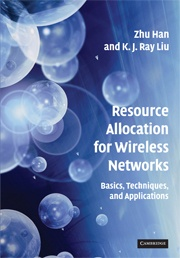 Zhu Han
and K. J. Ray Liu
Resource
Allocation for
Wireless
Networks
Basics, Techniques,
and Applications
CAMBRIDGE